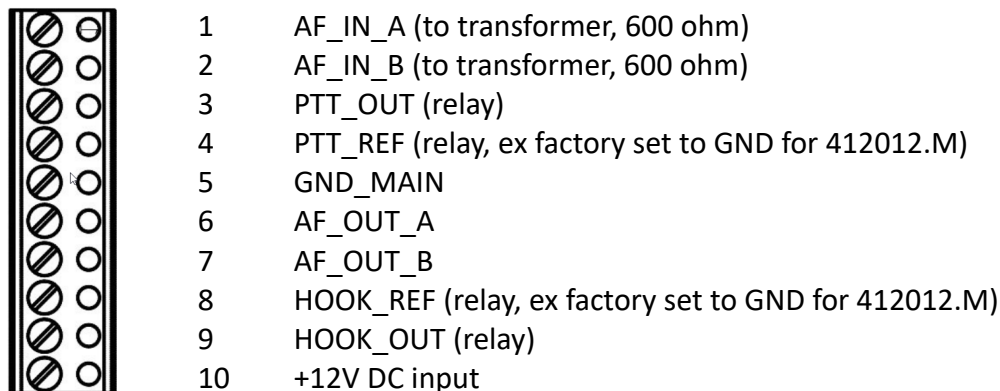 1 AF_IN_A (to transformer, 600 ohm)
2 AF_IN_B (to transformer, 600 ohm)
3 PTT_OUT (relay)
4 PTT_REF (relay, ex factory set to GND for 412012.M)
5 GND_MAIN
6 AF_OUT_A
7 AF_OUT_B
8 HOOK_REF (relay, ex factory set to GND for 412012.M)
9 HOOK_OUT (relay)
10 +12V DC input